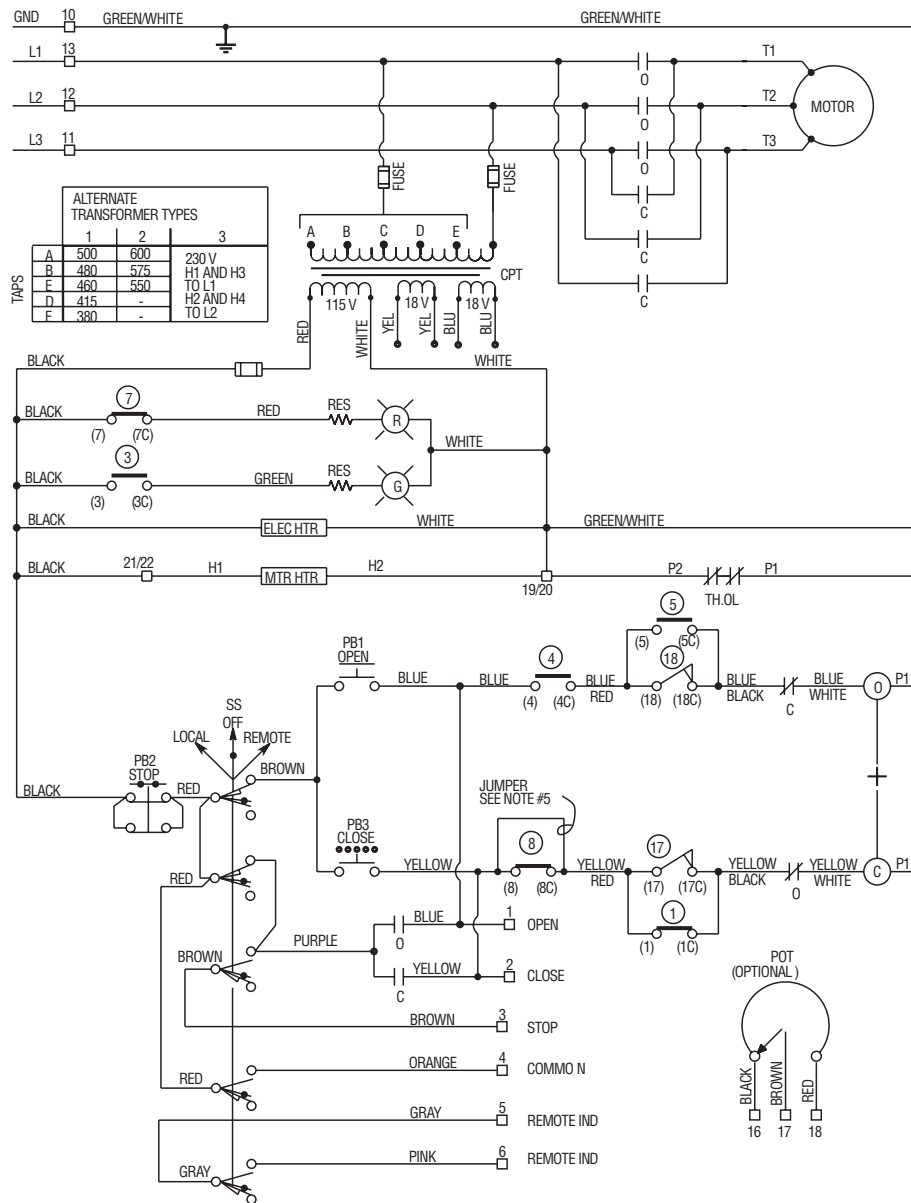 GND 10 GREEN/WHITE GREEN/WHITE
L1 13 T1
O
L2 12 T2 MOTOR
O
L3 11 T3
O
FUSE FUSE
C
C
C
ALTERNATE
TRANSFORMER TYPES
1 2 3
TAPS
A 500 600 230 V
B 480 575 H1 AND H3
E 460 550 TO L1
D 415 - H2 AND H4
E 380 - TO L2
A B C D E
CPT
115 V 18 V 18 V
RED WHITE YEL YEL BLU BLU
BLACK WHITE
7
BLACK RED RES R
(7) (7C)
WHITE
3
BLACK GREEN RES G
(3) (3C)
BLACK ELEC HTR WHITE GREEN/WHITE
BLACK 21/22 H1 MTR HTR H2 19/20 P2 TH.OL P1
5
(5) (5C)
PB1
OPEN
BLUE BLUE 4 BLUE 18 BLUE BLUE O P1
(4) (4C) RED (18) (18C) BLACK C WHITE
SS
OFF
LOCAL REMOTE
BROWN
PB2
STOP
BLACK RED
JUMPER
SEE NOTE #5
PB3
CLOSE
YELLOW 8 YELLOW 17 YELLOW YELLOW C P1
(8) (8C) RED (17) (17C) BLACK O WHITE
1
(1) (1C)
RED
PURPLE
O BLUE 1 OPEN
C YELLOW 2 CLOSE
BROWN
BROWN 3 STOP
RED
ORANGE 4 COMMO N
GRAY 5 REMOTE IND
GRAY
PINK 6 REMOTE IND
POT
(OPTIONAL )
BLACK BROWN RED
16 17 18